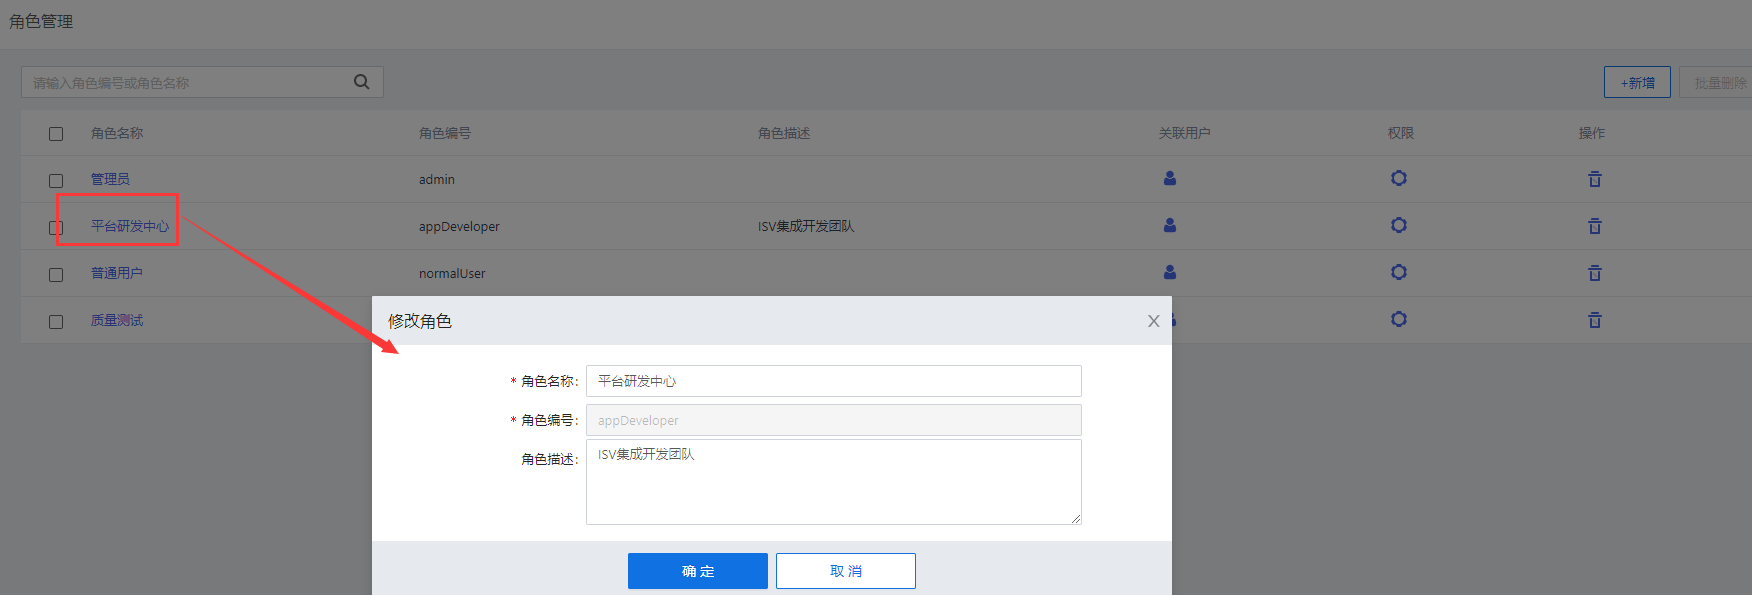 角色管理
请输入角色编号或角色名称
+新增 批量删除
角色名称 角色编号 角色描述 关联用户 权限 操作
管理员 admin
平台研发中心 appDeveloper ISV集成开发团队
普通用户 normalUser
质量测试
修改角色 X
* 角色名称: 平台研发中心
* 角色编号: appDeveloper
角色描述: ISV集成开发团队
确 定 取 消